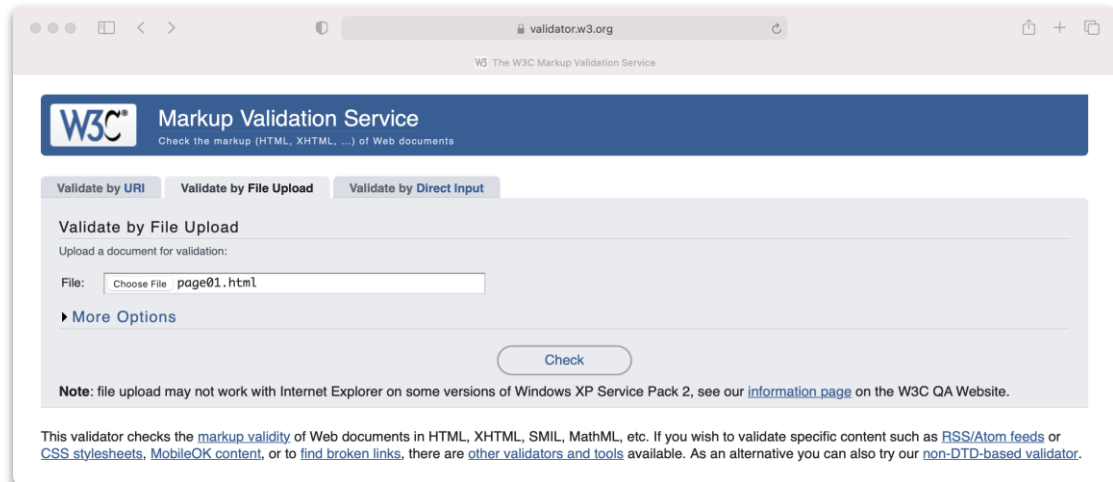 validator.w3.org
W3 The W3C Markup Validation Service
W3C® Markup Validation Service
Check the markup (HTML, XHTML, ...) of Web documents
Validate by URI Validate by File Upload Validate by Direct Input
Validate by File Upload
Upload a document for validation:
File: Choose File page01.html
More Options
Check
Note: file upload may not work with Internet Explorer on some versions of Windows XP Service Pack 2, see our information page on the W3C QA Website.
This validator checks the markup validity of Web documents in HTML, XHTML, SMIL, MathML, etc. If you wish to validate specific content such as RSS/Atom feeds or
CSS stylesheets, MobileOK content, or to find broken links, there are other validators and tools available. As an alternative you can also try our non-DTD-based validator.